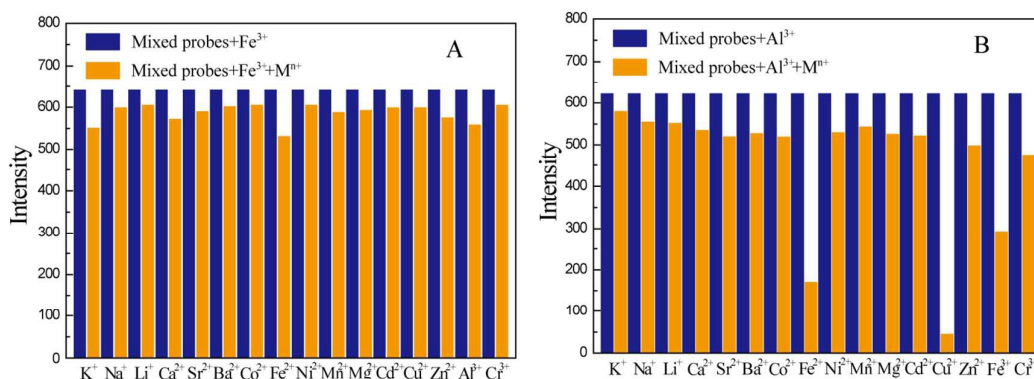 800
700
600
500
400
300
200
100
0
Intensity
Mixed probes+Fe³⁺
Mixed probes+Fe³⁺+Mⁿ⁺
A
K⁺ Na⁺ Li⁺ Ca²⁺ Sr²⁺ Ba²⁺ Co²⁺ Fe²⁺ Ni²⁺ Mn²⁺ Mg²⁺ Cd²⁺ Cu²⁺ Zn²⁺ Al³⁺ Cr³⁺
800
700
600
500
400
300
200
100
0
Intensity
Mixed probes+Al³⁺
Mixed probes+Al³⁺+Mⁿ⁺
B
K⁺ Na⁺ Li⁺ Ca²⁺ Sr²⁺ Ba²⁺ Co²⁺ Fe²⁺ Ni²⁺ Mn²⁺ Mg²⁺ Cd²⁺ Cu²⁺ Zn²⁺ Fe³⁺ Cr³⁺